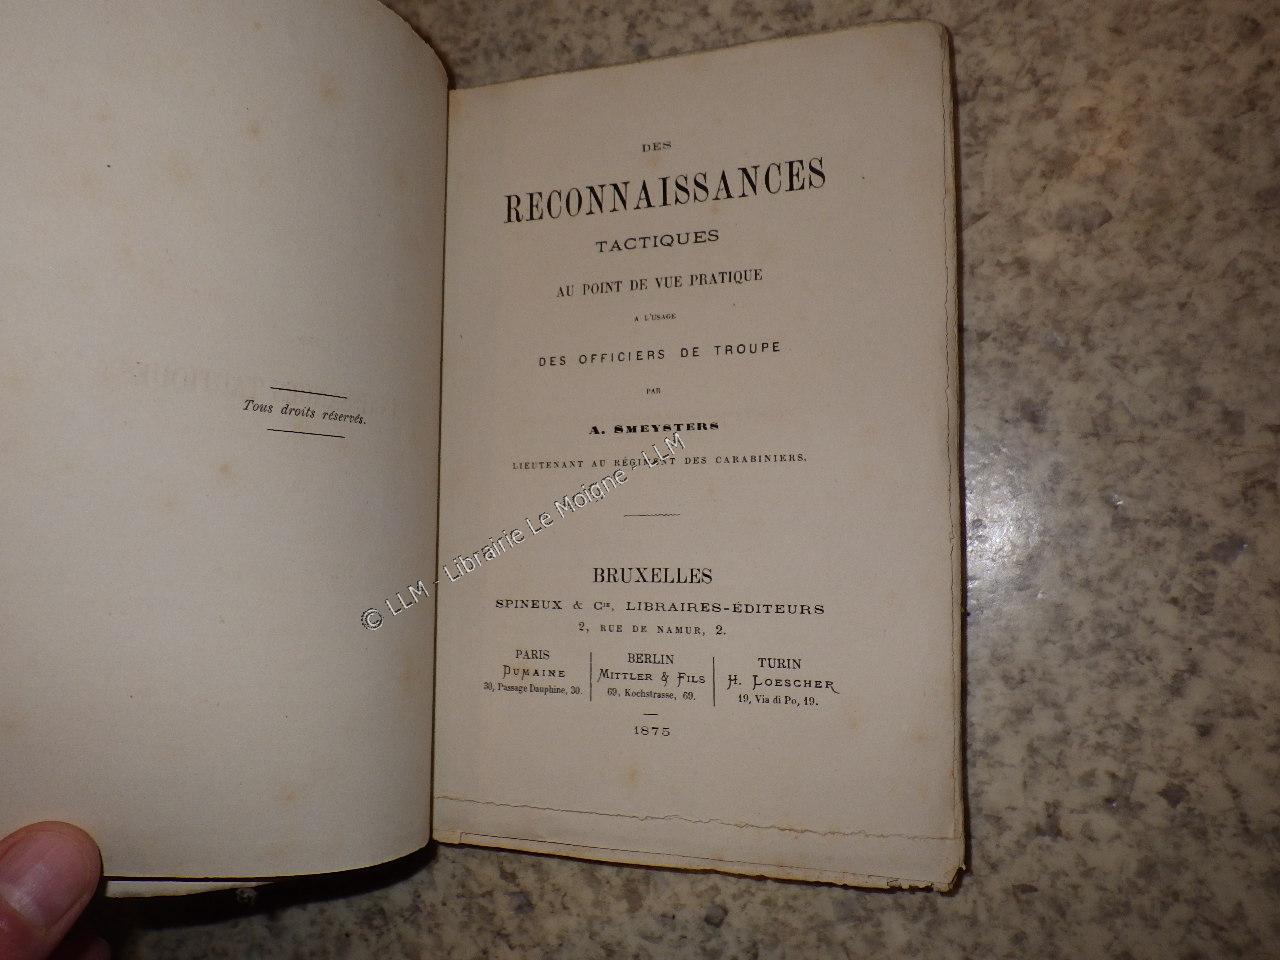 Tous droits réservés.
DES
RECONNAISSANCES
TACTIQUES
AU POINT DE VUE PRATIQUE
A L'USAGE
DES OFFICIERS DE TROUPE
PAR
A. SMEYSTERS
LIEUTENANT AU RÉGIMENT DES CARABINIERS.
BRUXELLES
SPINEUX & Cie, LIBRAIRES-ÉDITEURS
2, RUE DE NAMUR, 2.
PARIS
DUMAINE
30, Passage Dauphine, 30.
BERLIN
MITTLER & FILS
69, Kochstrasse, 69.
TURIN
H. LOESCHER
19, Via di Po, 19.
1875
© LLM - Librairie Le Moigne - LLM